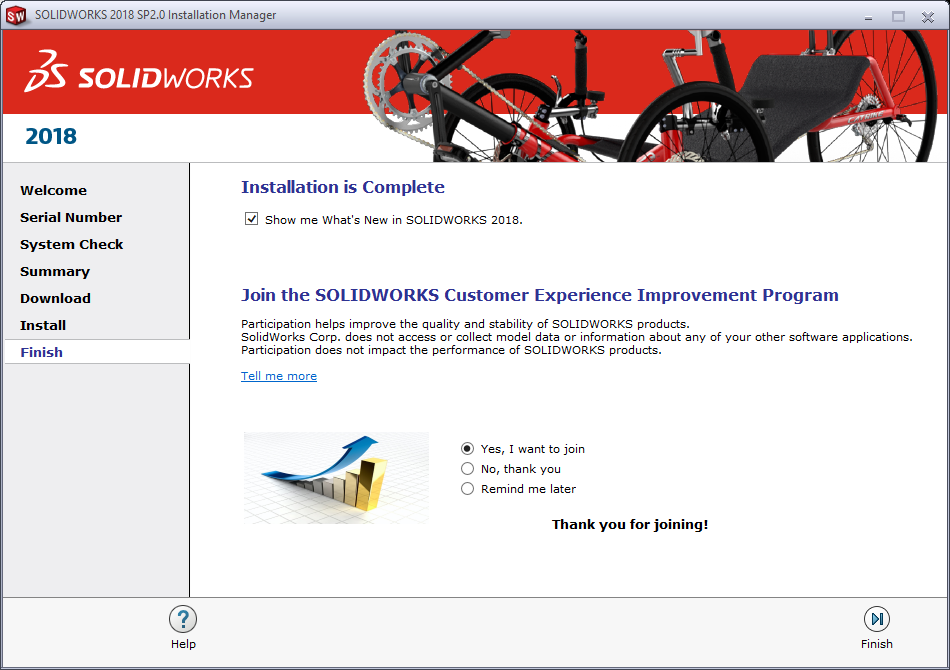 SW SOLIDWORKS 2018 SP2.0 Installation Manager
SOLIDWORKS
2018
CATRIKE
Welcome
Serial Number
System Check
Summary
Download
Install
Finish
Installation is Complete
Show me What's New in SOLIDWORKS 2018.
Join the SOLIDWORKS Customer Experience Improvement Program
Participation helps improve the quality and stability of SOLIDWORKS products.
SolidWorks Corp. does not access or collect model data or information about any of your other software applications.
Participation does not impact the performance of SOLIDWORKS products.
Tell me more
Yes, I want to join
No, thank you
Remind me later
Thank you for joining!
?
Help
Finish